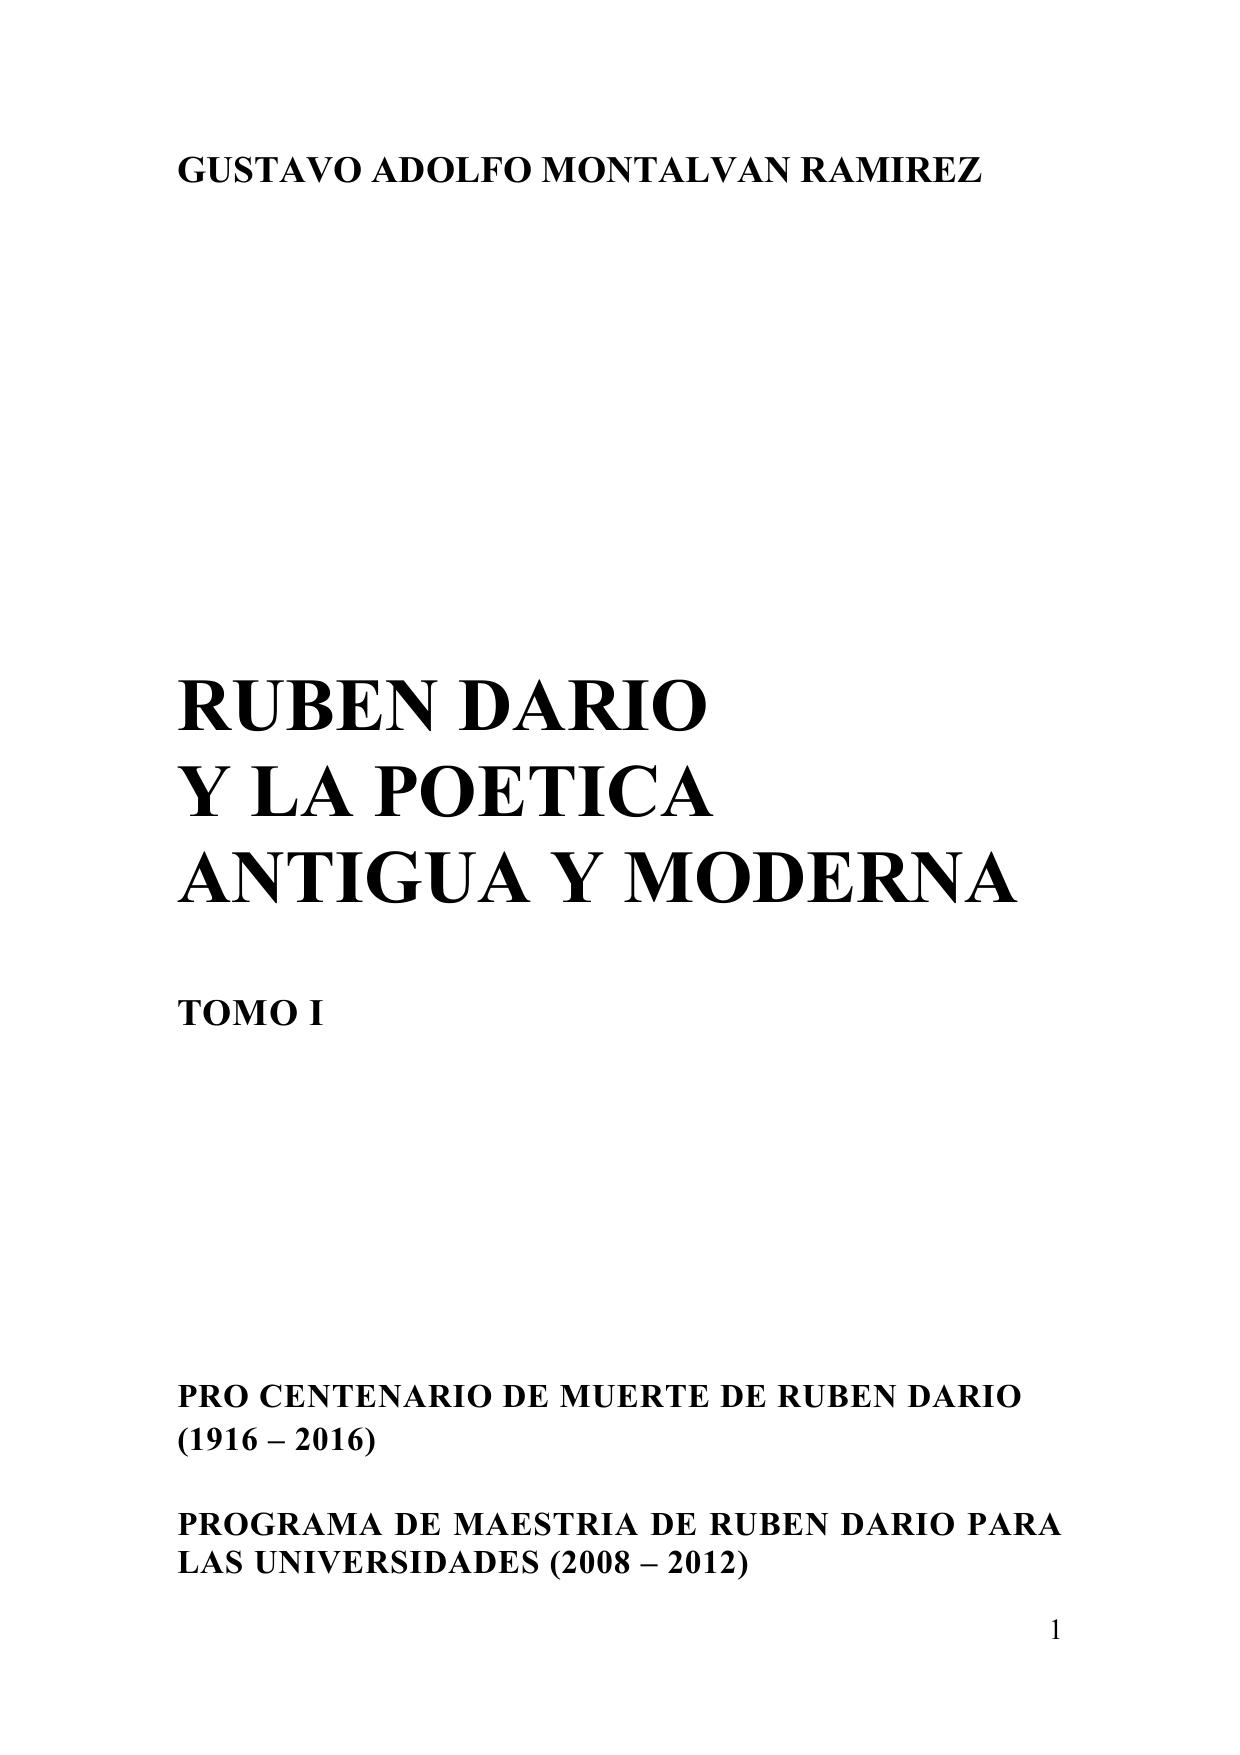 GUSTAVO ADOLFO MONTALVAN RAMIREZ
RUBEN DARIO
Y LA POETICA
ANTIGUA Y MODERNA
TOMO I
PRO CENTENARIO DE MUERTE DE RUBEN DARIO
(1916 – 2016)
PROGRAMA DE MAESTRIA DE RUBEN DARIO PARA
LAS UNIVERSIDADES (2008 – 2012)
1